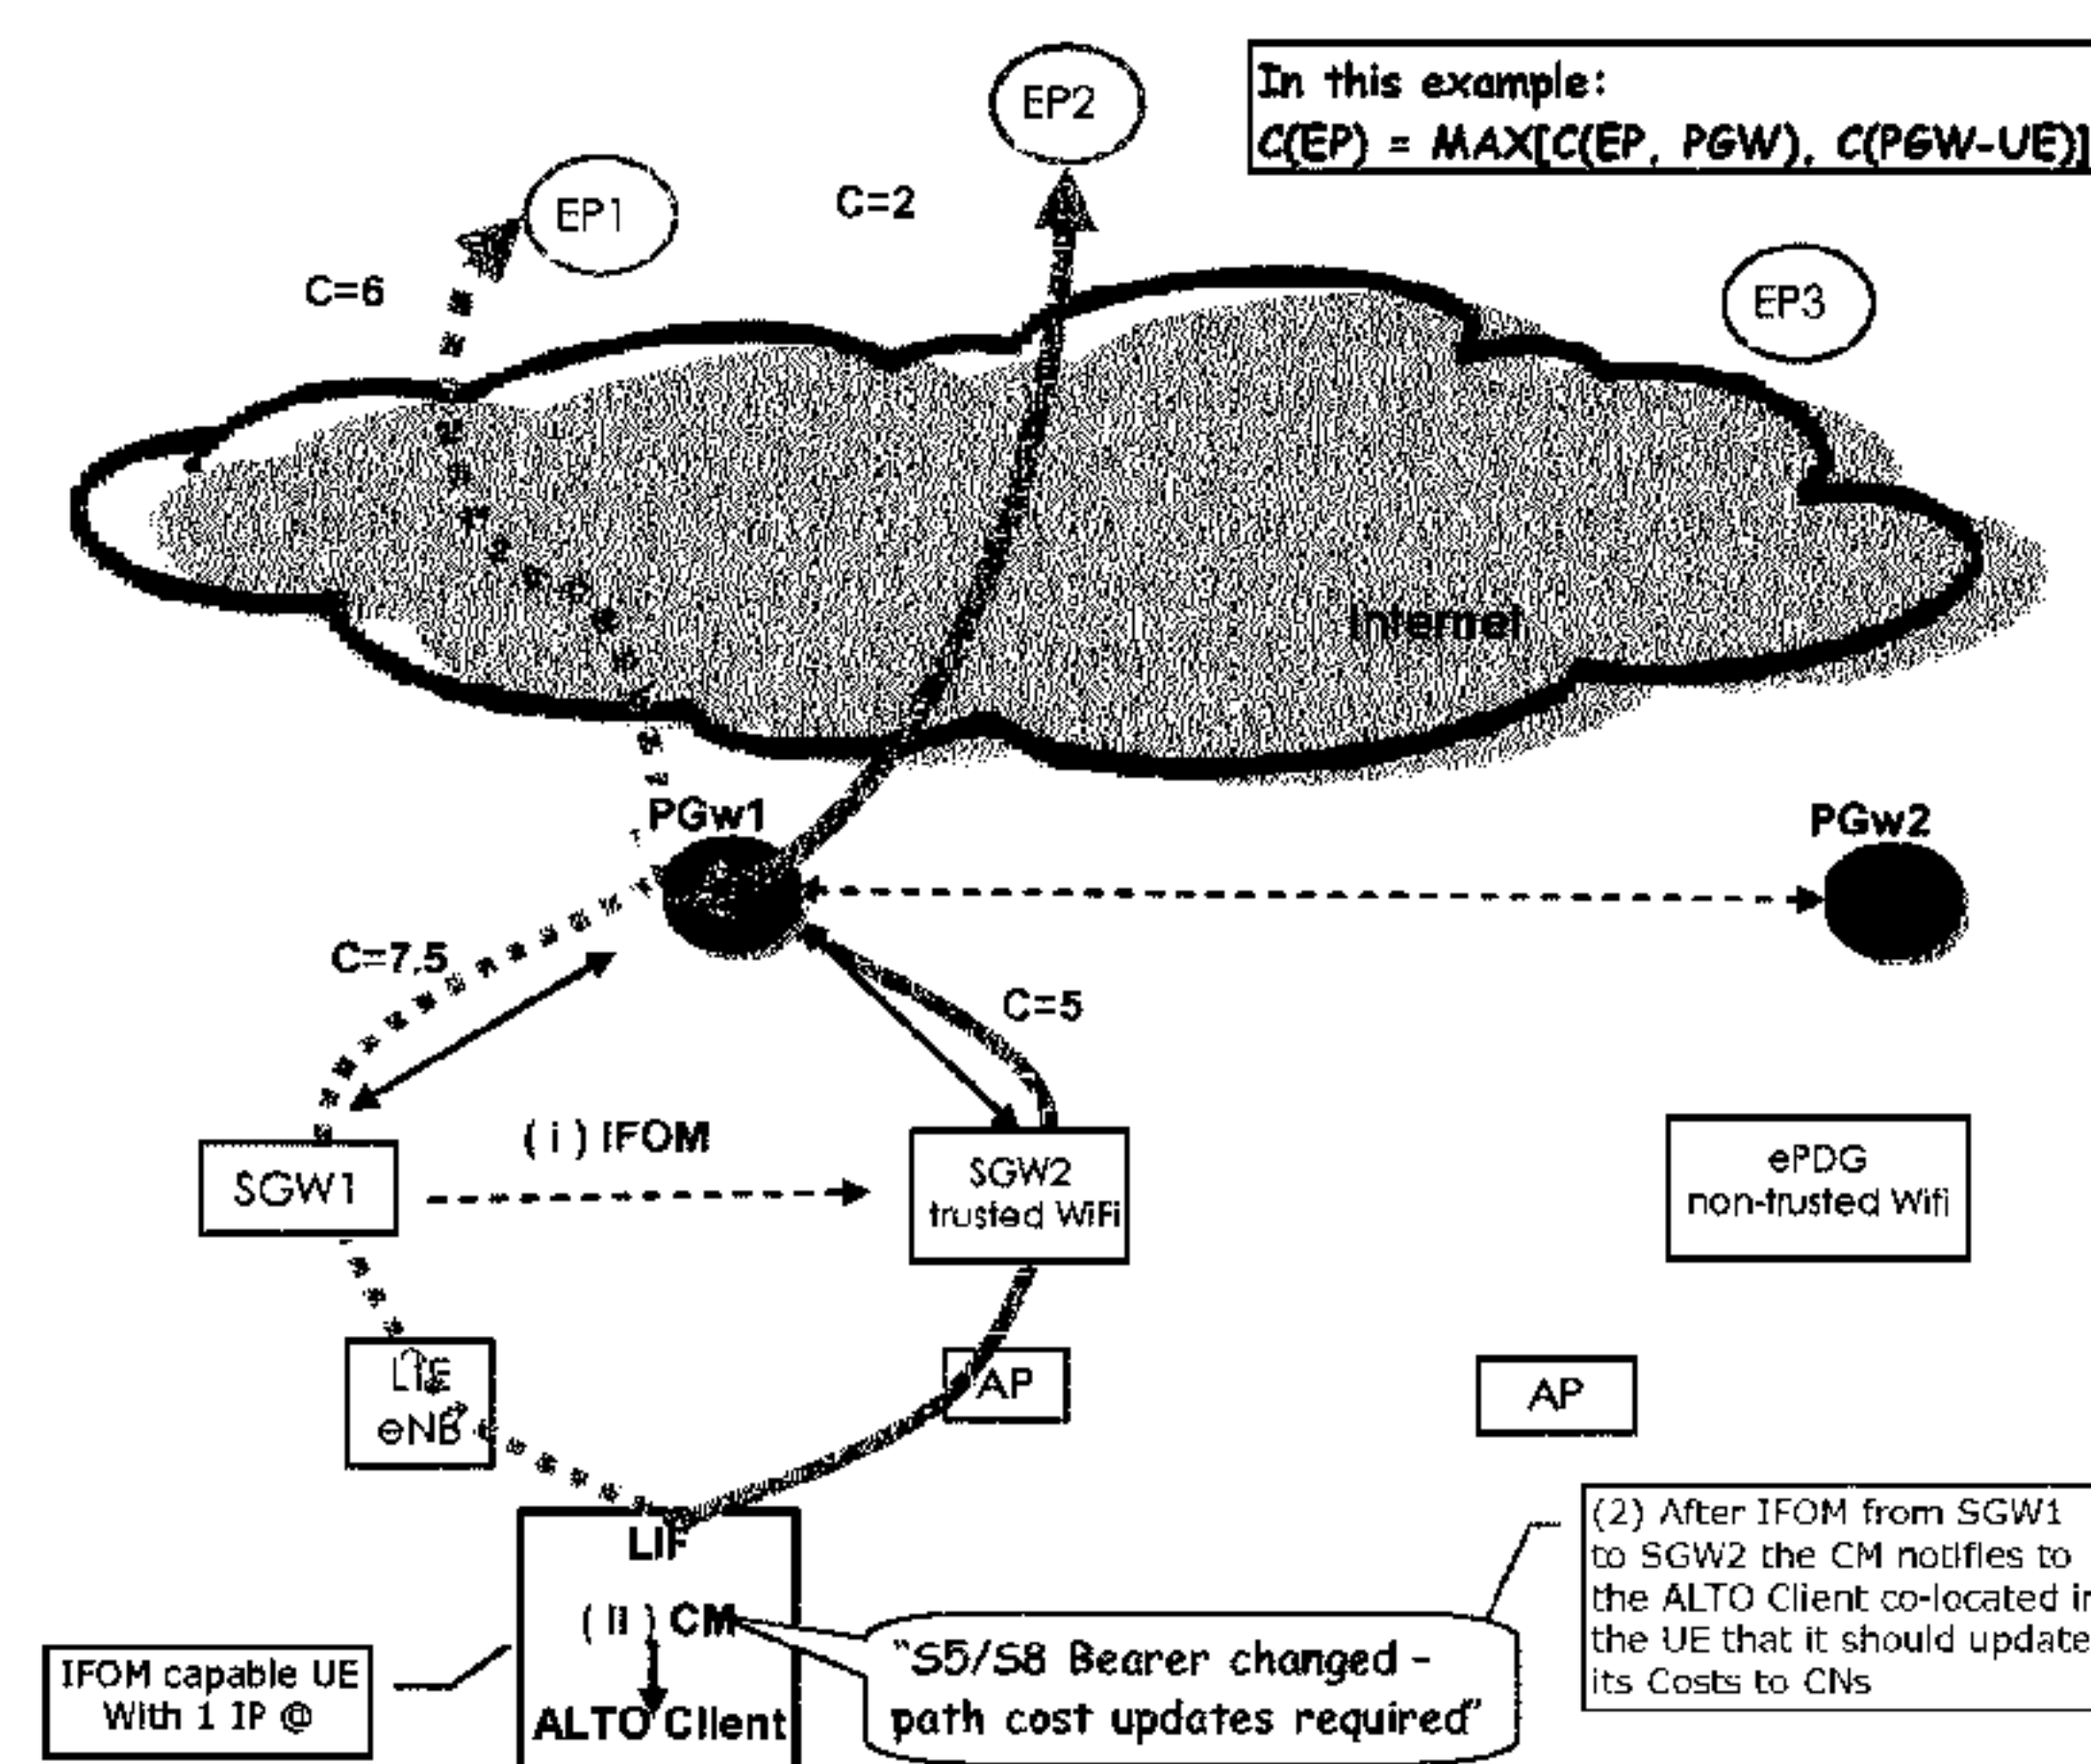 In this example:
C(EP) = MAX[C(EP, PGW), C(PGW-UE)]
EP2
C=2
EP1
C=6
EP3
Internet
PGw1
PGw2
C=7,5
C=5
( i ) IFOM
SGW1
SGW2
trusted WiFi
ePDG
non-trusted Wifi
LTE
eNB
AP
AP
LIF
( ii ) CM
ALTO Client
IFOM capable UE
With 1 IP @
"S5/S8 Bearer changed -
path cost updates required"
(2) After IFOM from SGW1
to SGW2 the CM notifies to
the ALTO Client co-located in
the UE that it should update
its Costs to CNs